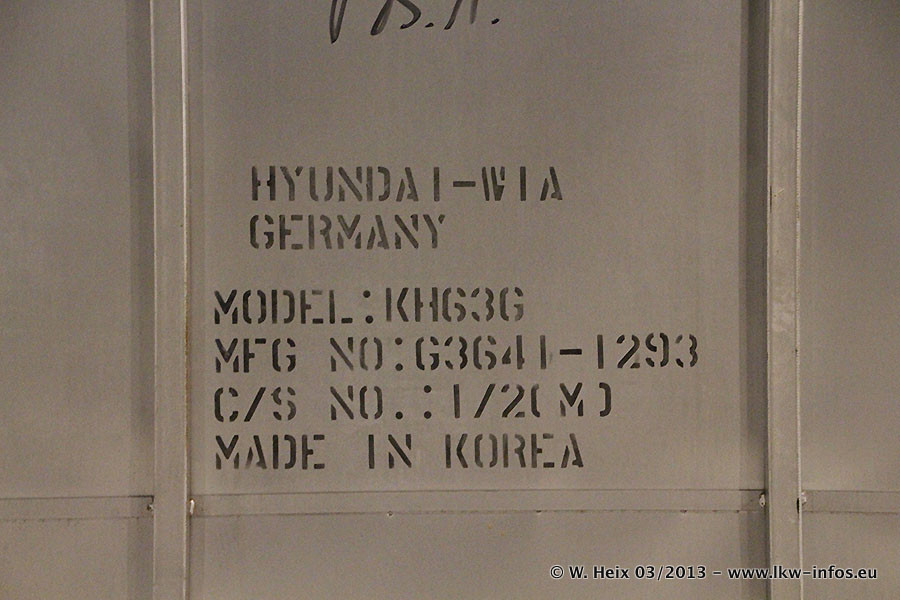 HYUNDAI-WIA
GERMANY
MODEL:KH63G
MFG NO:G3641-1293
C/S NO.:1/2(M)
MADE IN KOREA
© W. Heix 03/2013 - www.lkw-infos.eu